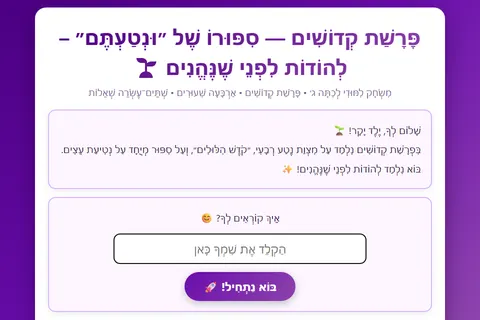 פָּרָשַׁת קְדוֹשִׁים — סִפּוּרוֹ שֶׁל ״וּנְטַעְתֶּם״ –
לְהוֹדוֹת לִפְנֵי שֶׁנֶּהֱנִים
מִשְׂחָק לִמּוּדִי לְכִתָּה ג׳ • פָּרָשַׁת קְדוֹשִׁים • אַרְבָּעָה שִׁעוּרִים • שְׁתֵּים־עֶשְׂרֵה שְׁאֵלוֹת
שָׁלוֹם לְךָ, יֶלֶד יָקָר! 🌱
בְּפָרָשַׁת קְדוֹשִׁים נִלְמַד עַל מִצְוַת נֶטַע רְבָעִי, ״קֹדֶשׁ הִלּוּלִים״, וְעַל סִפּוּר מְיֻחָד עַל נְטִיעַת עֵצִים.
בּוֹא נִלְמַד לְהוֹדוֹת לִפְנֵי שֶׁנֶּהֱנִים! ✨
אֵיךְ קוֹרְאִים לְךָ? 😊
הַקְלֵד אֶת שִׁמְךָ כָּאן
בּוֹא נַתְחִיל! 🚀